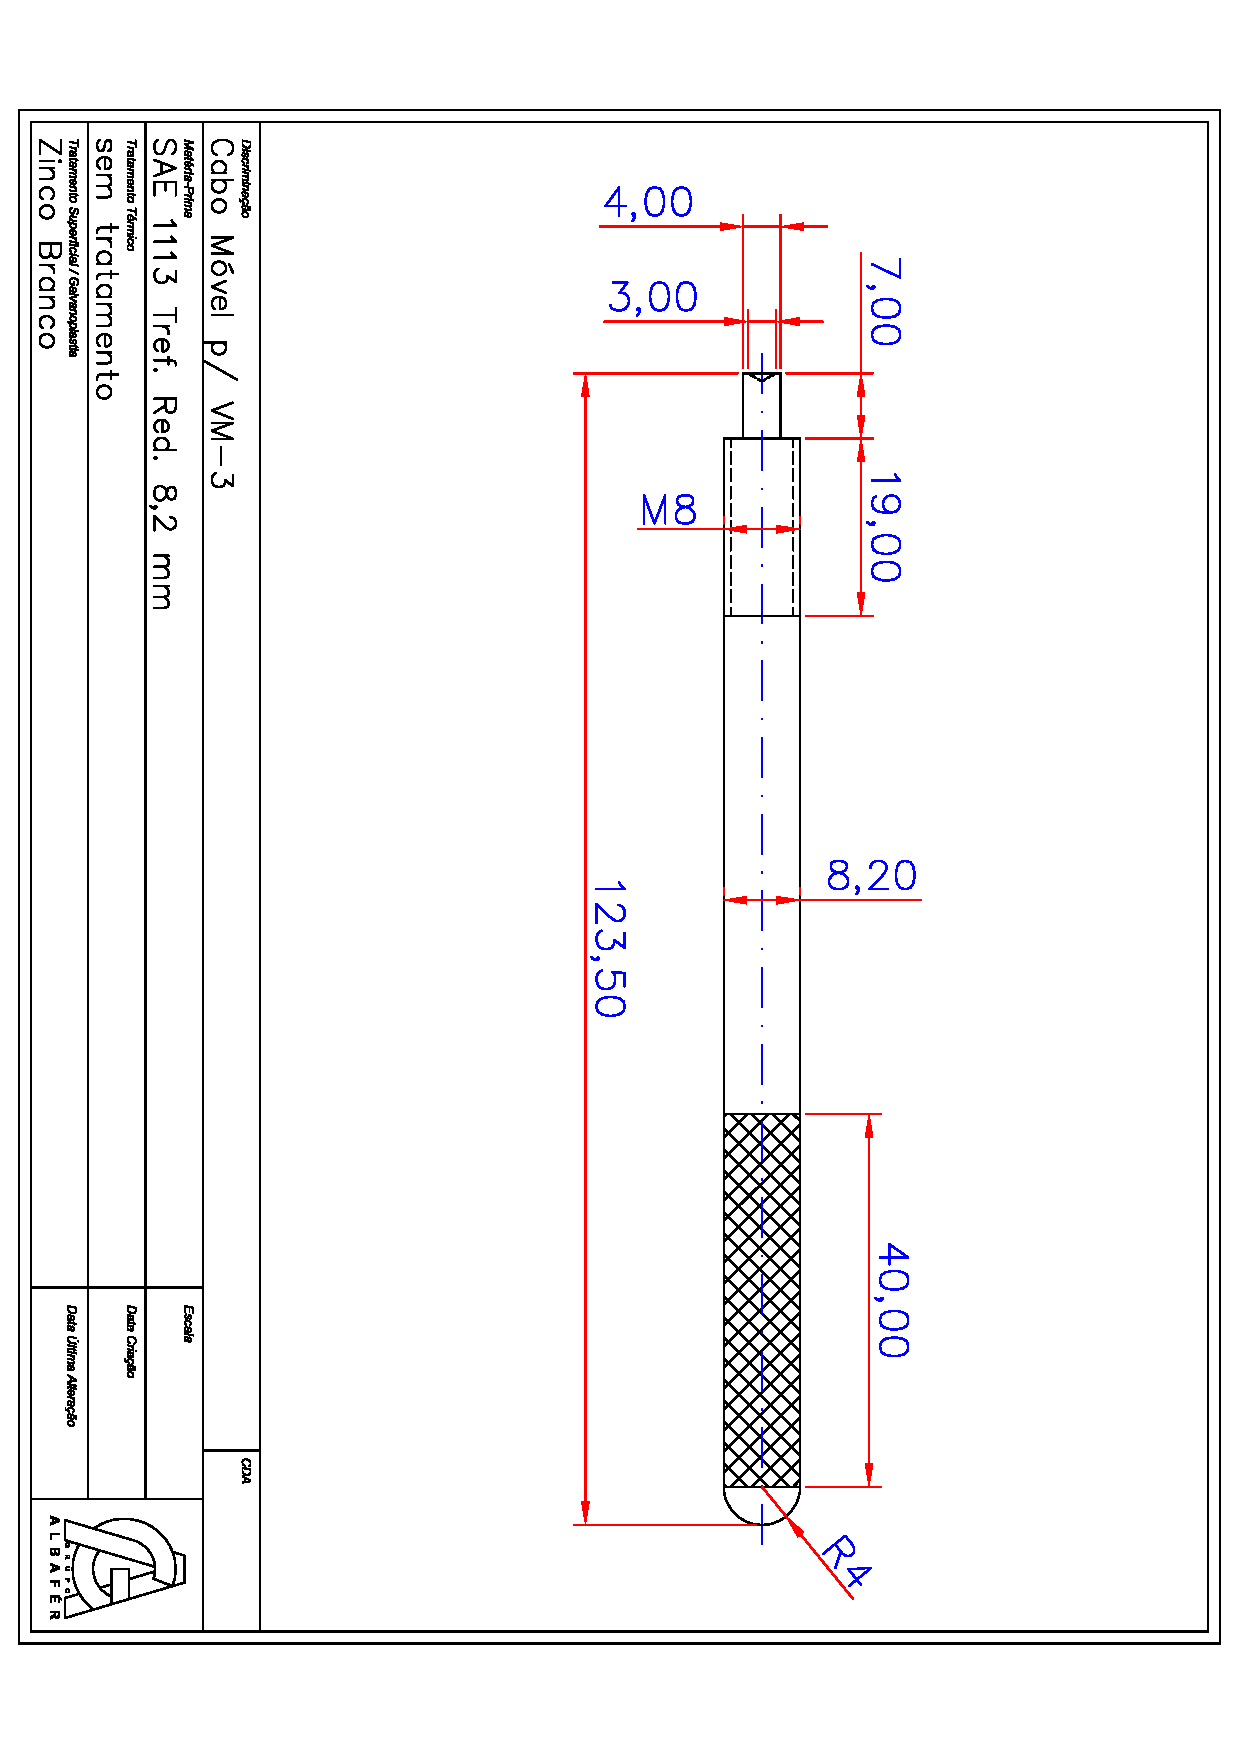 4,00
3,00
7,00
19,00
M8
8,20
123,50
40,00
R4
Discriminação
Cabo Móvel p/ VM-3
CDA
Matéria-Prima
SAE 1113 Tref. Red. 8,2 mm
Escala
Tratamento Térmico
sem tratamento
Data Criação
Tratamento Superficial / Galvanoplastia
Zinco Branco
Data Última Alteração
GRUPO
ALBAFÉR